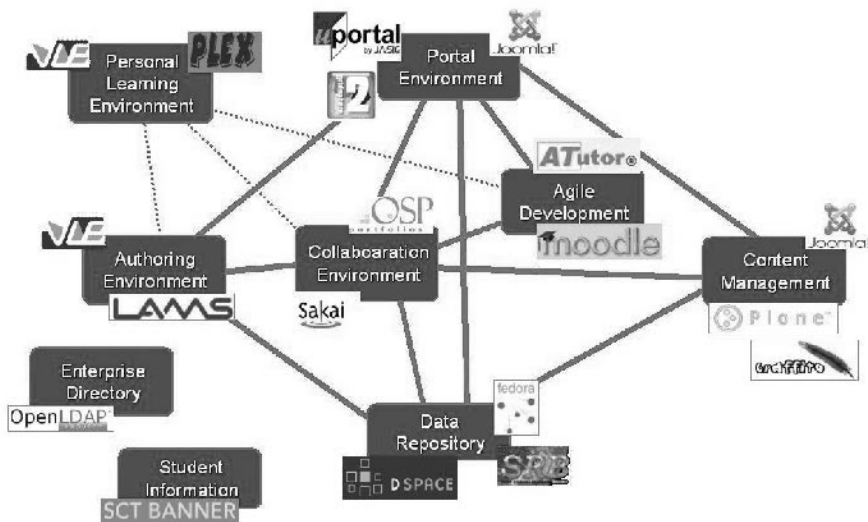 uportal
by JASIG
Joomla!
VLE
PLEX
Personal
Learning
Environment
Portal
Environment
2
ATutor®
Agile
Development
moodle
OSP
portfolios
VLE
Authoring
Environment
LAMS
Collaboaration
Environment
Sakai
Joomla!
Content
Management
Plone™
Graffito
Enterprise
Directory
OpenLDAP
fedora
Data
Repository
DSPACE
SRB
Student
Information
SCT BANNER